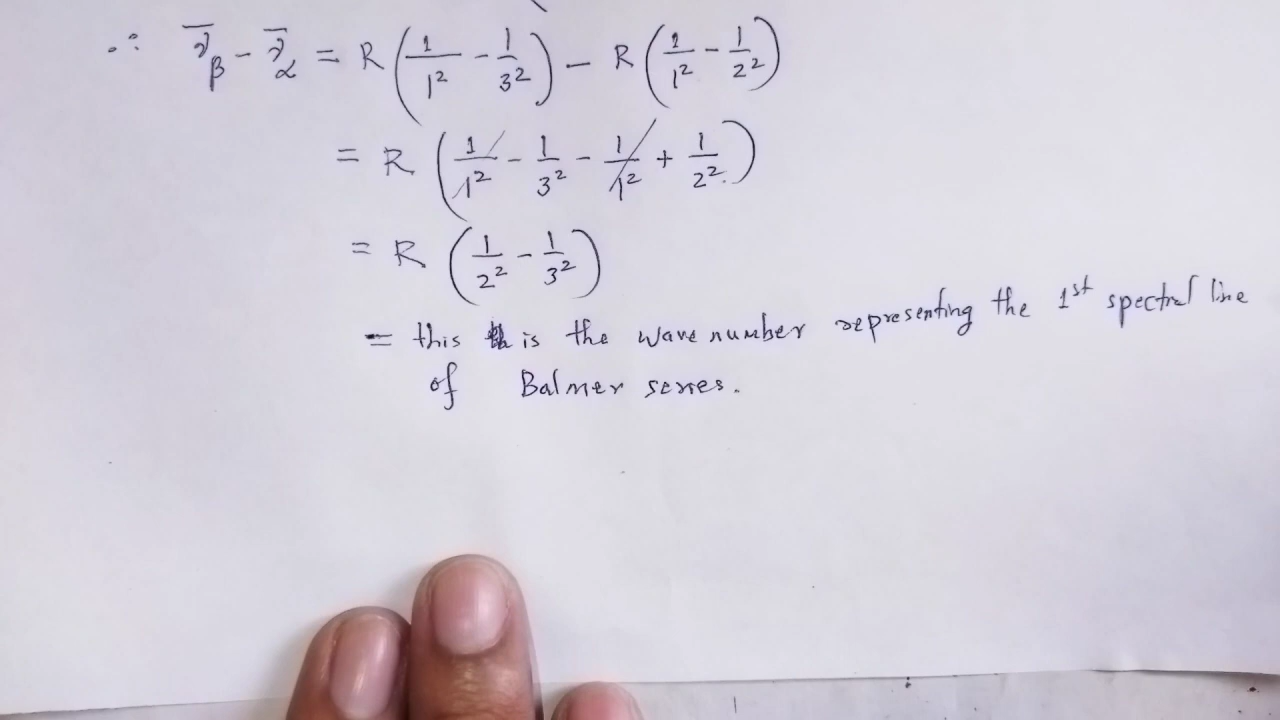 ∴ ν̅β - ν̅α = R(1/1² - 1/3²) - R(1/1² - 1/2²)
= R(1/1² - 1/3² - 1/1² + 1/2²)
= R(1/2² - 1/3²)
= this is the wave number representing the 1st spectral line
of Balmer series.